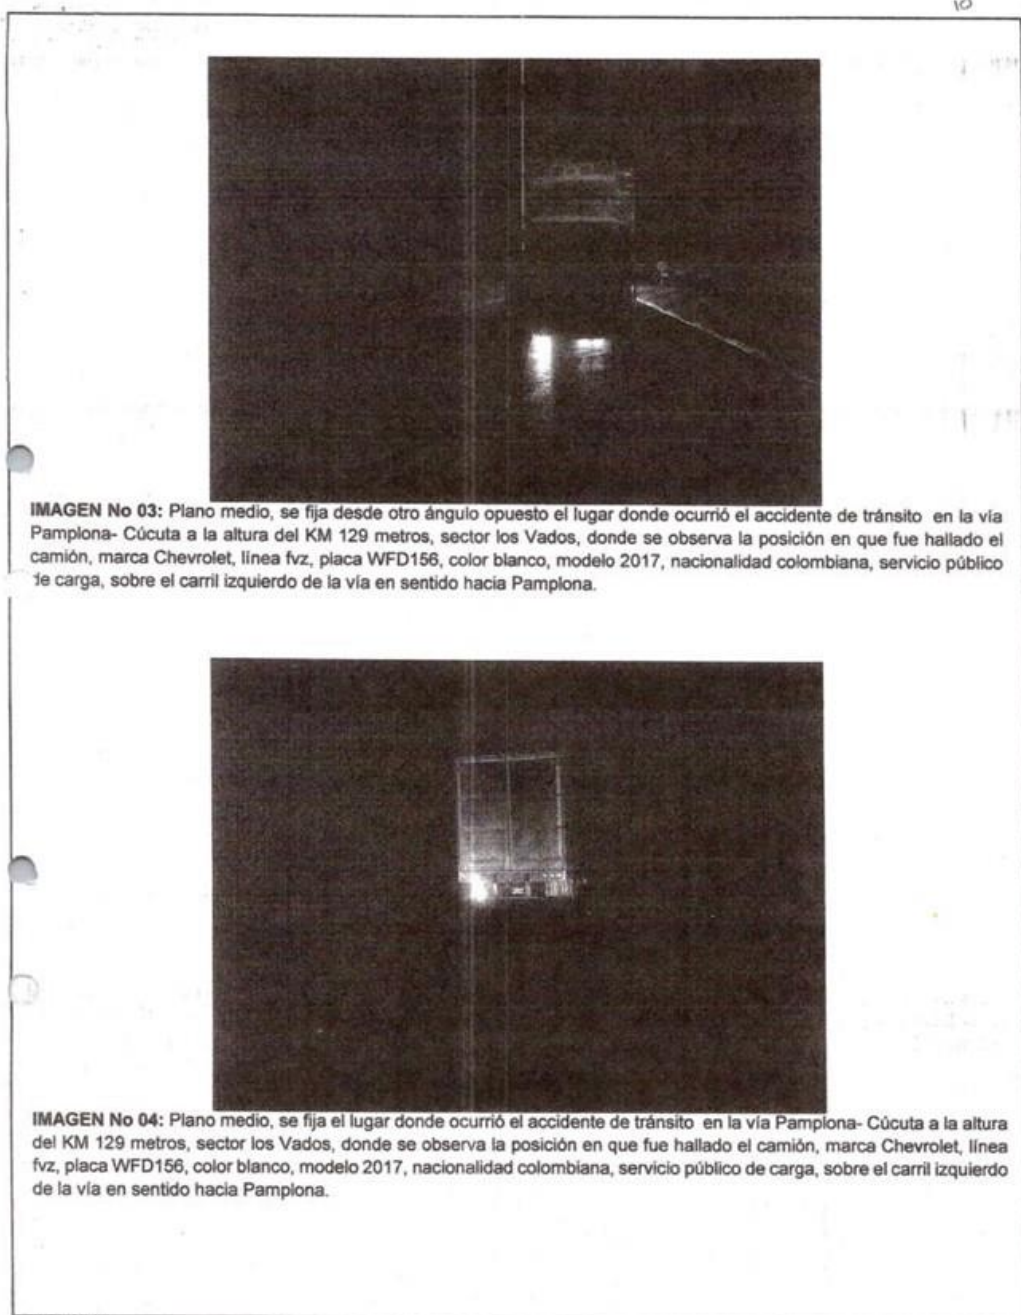 10
IMAGEN No 03: Plano medio, se fija desde otro ángulo opuesto el lugar donde ocurrió el accidente de tránsito en la vía
Pamplona- Cúcuta a la altura del KM 129 metros, sector los Vados, donde se observa la posición en que fue hallado el
camión, marca Chevrolet, línea fvz, placa WFD156, color blanco, modelo 2017, nacionalidad colombiana, servicio público
de carga, sobre el carril izquierdo de la vía en sentido hacia Pamplona.
IMAGEN No 04: Plano medio, se fija el lugar donde ocurrió el accidente de tránsito en la vía Pamplona- Cúcuta a la altura
del KM 129 metros, sector los Vados, donde se observa la posición en que fue hallado el camión, marca Chevrolet, línea
fvz, placa WFD156, color blanco, modelo 2017, nacionalidad colombiana, servicio público de carga, sobre el carril izquierdo
de la vía en sentido hacia Pamplona.